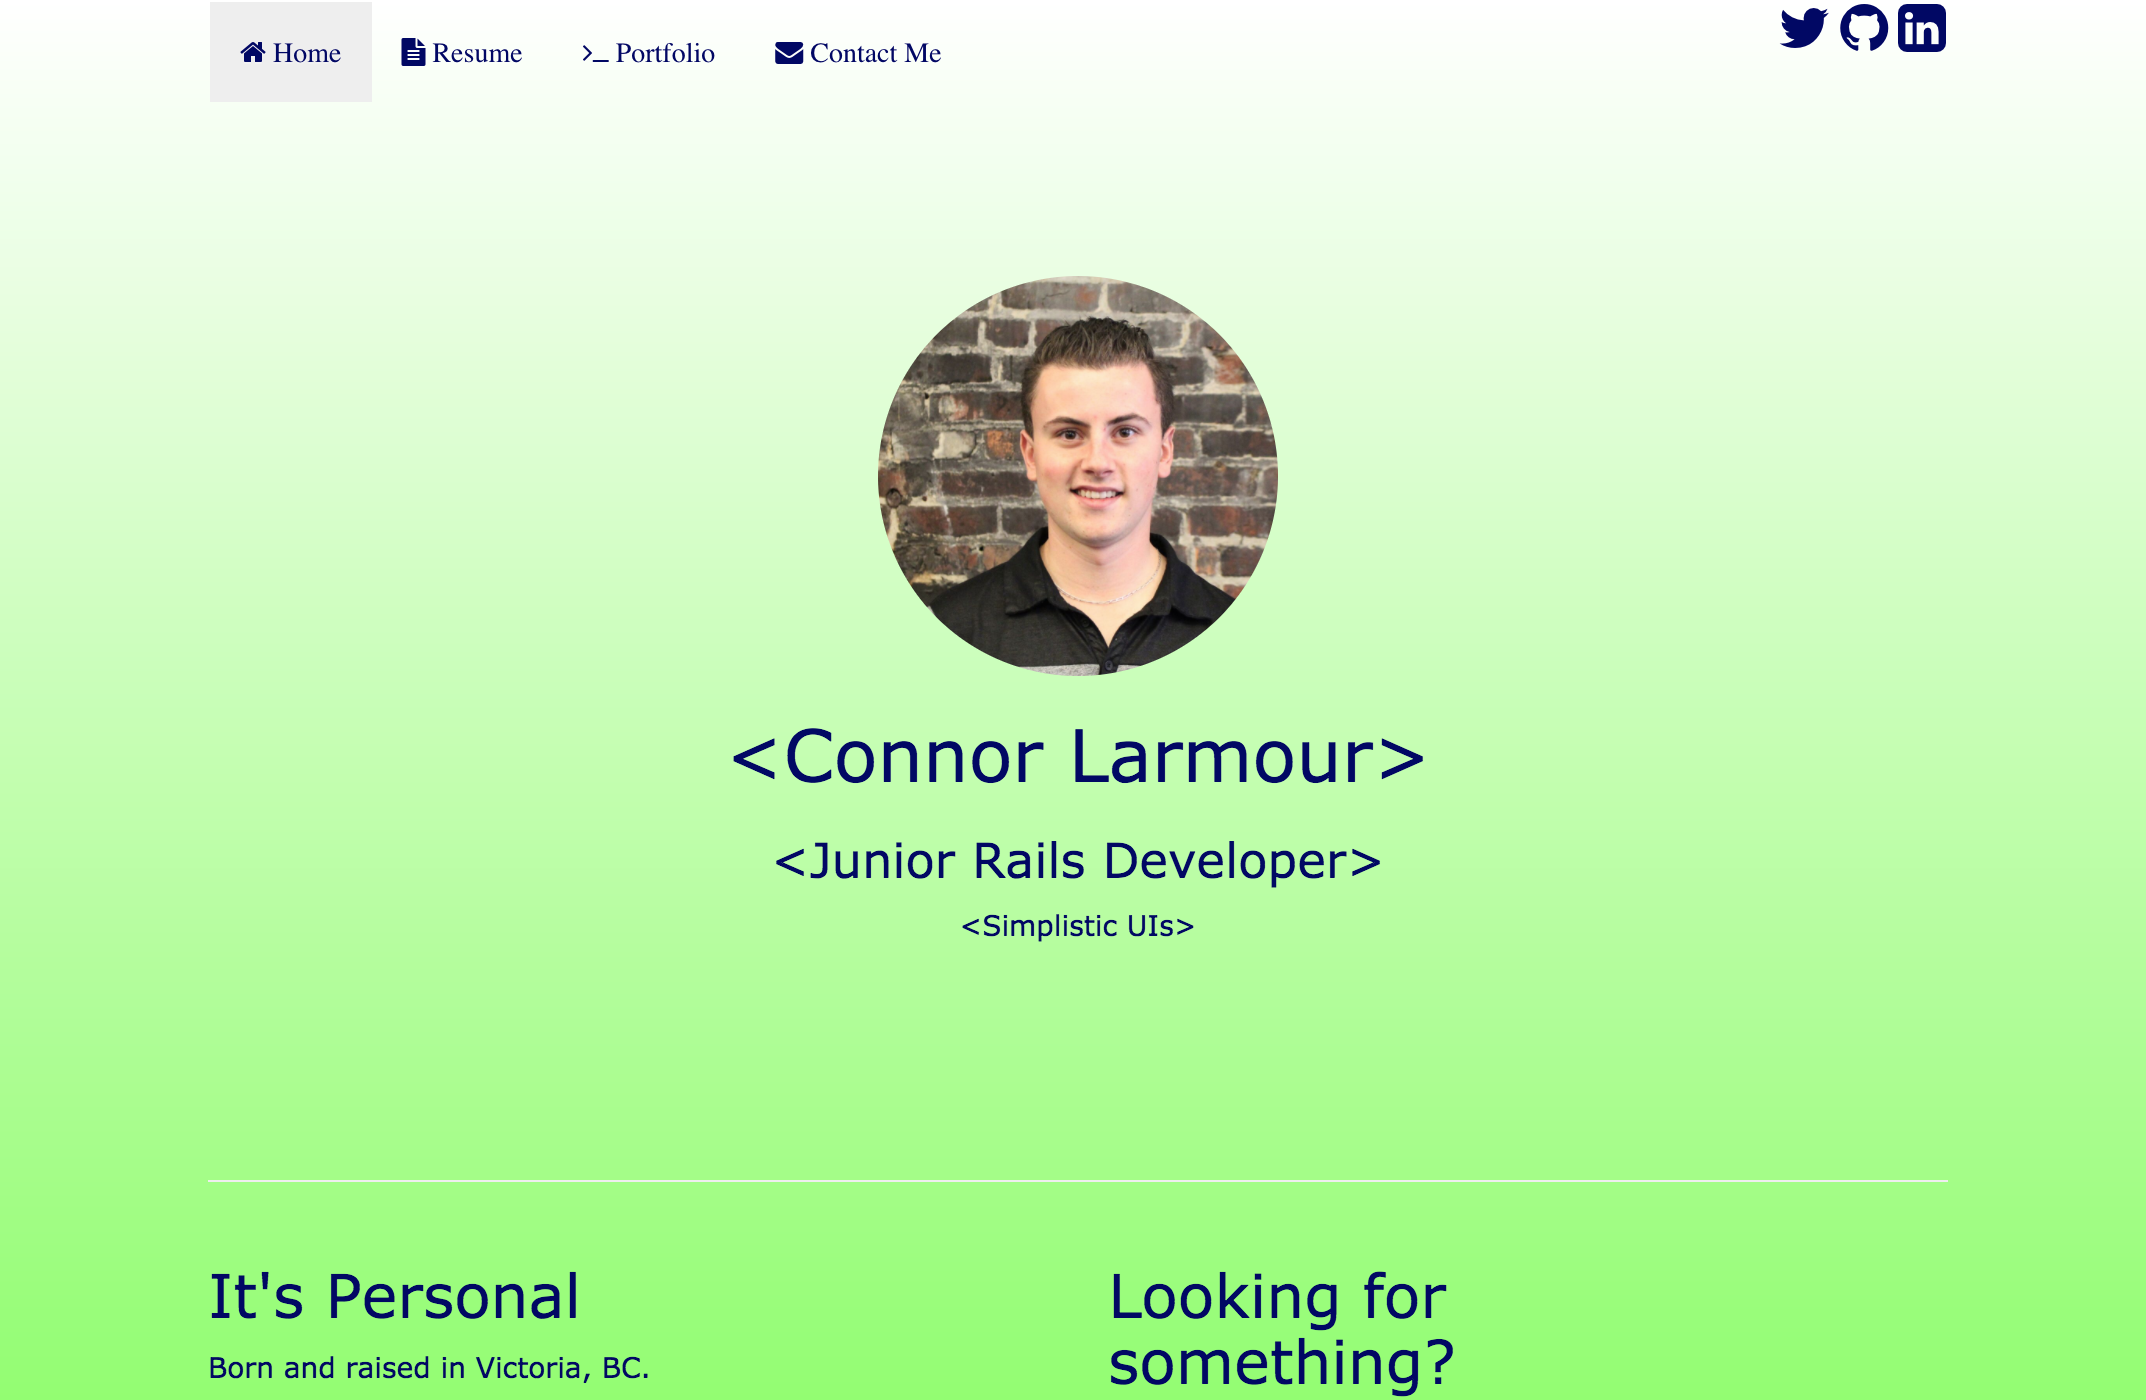 Home Resume Portfolio Contact Me
<Connor Larmour>
<Junior Rails Developer>
<Simplistic UIs>
It's Personal
Born and raised in Victoria, BC.
Looking for
something?